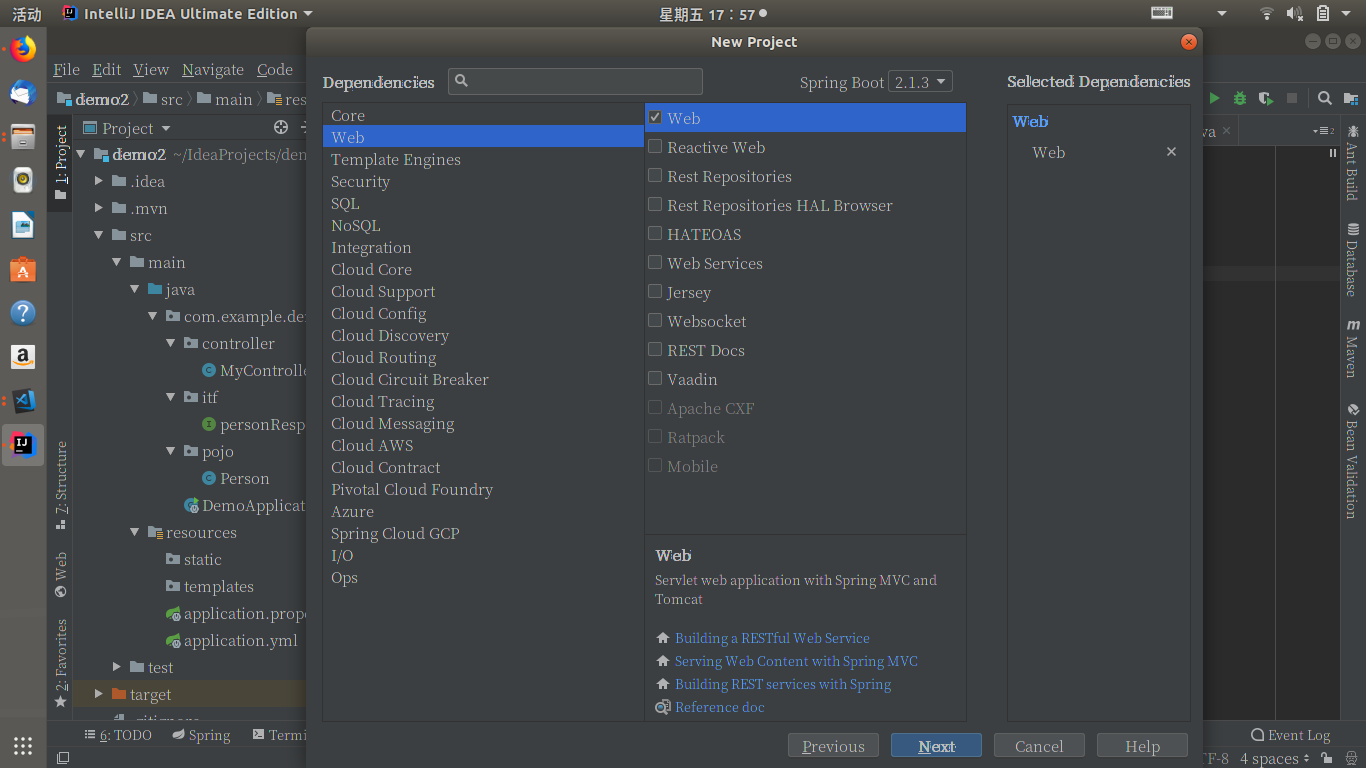 活动
IntelliJ IDEA Ultimate Edition
星期五 17：57
New Project
File Edit View Navigate Code
demo2 src main res
Project
demo2 ~/IdeaProjects/den
.idea
.mvn
src
main
java
com.example.de
controller
MyControlle
itf
personResp
pojo
Person
DemoApplicat
resources
static
templates
application.prope
application.yml
test
target
.gitignore
1: Project
7: Structure
Web
2: Favorites
6: TODO
Spring
Termi
Dependencies
Spring Boot 2.1.3
Core
Web
Template Engines
Security
SQL
NoSQL
Integration
Cloud Core
Cloud Support
Cloud Config
Cloud Discovery
Cloud Routing
Cloud Circuit Breaker
Cloud Tracing
Cloud Messaging
Cloud AWS
Cloud Contract
Pivotal Cloud Foundry
Azure
Spring Cloud GCP
I/O
Ops
Web
Reactive Web
Rest Repositories
Rest Repositories HAL Browser
HATEOAS
Web Services
Jersey
Websocket
REST Docs
Vaadin
Apache CXF
Ratpack
Mobile
Web
Servlet web application with Spring MVC and
Tomcat
Building a RESTful Web Service
Serving Web Content with Spring MVC
Building REST services with Spring
Reference doc
Selected Dependencies
Web
Web
Previous
Next
Cancel
Help
va
Ant Build
Database
Maven
Bean Validation
Event Log
TF-8 4 spaces